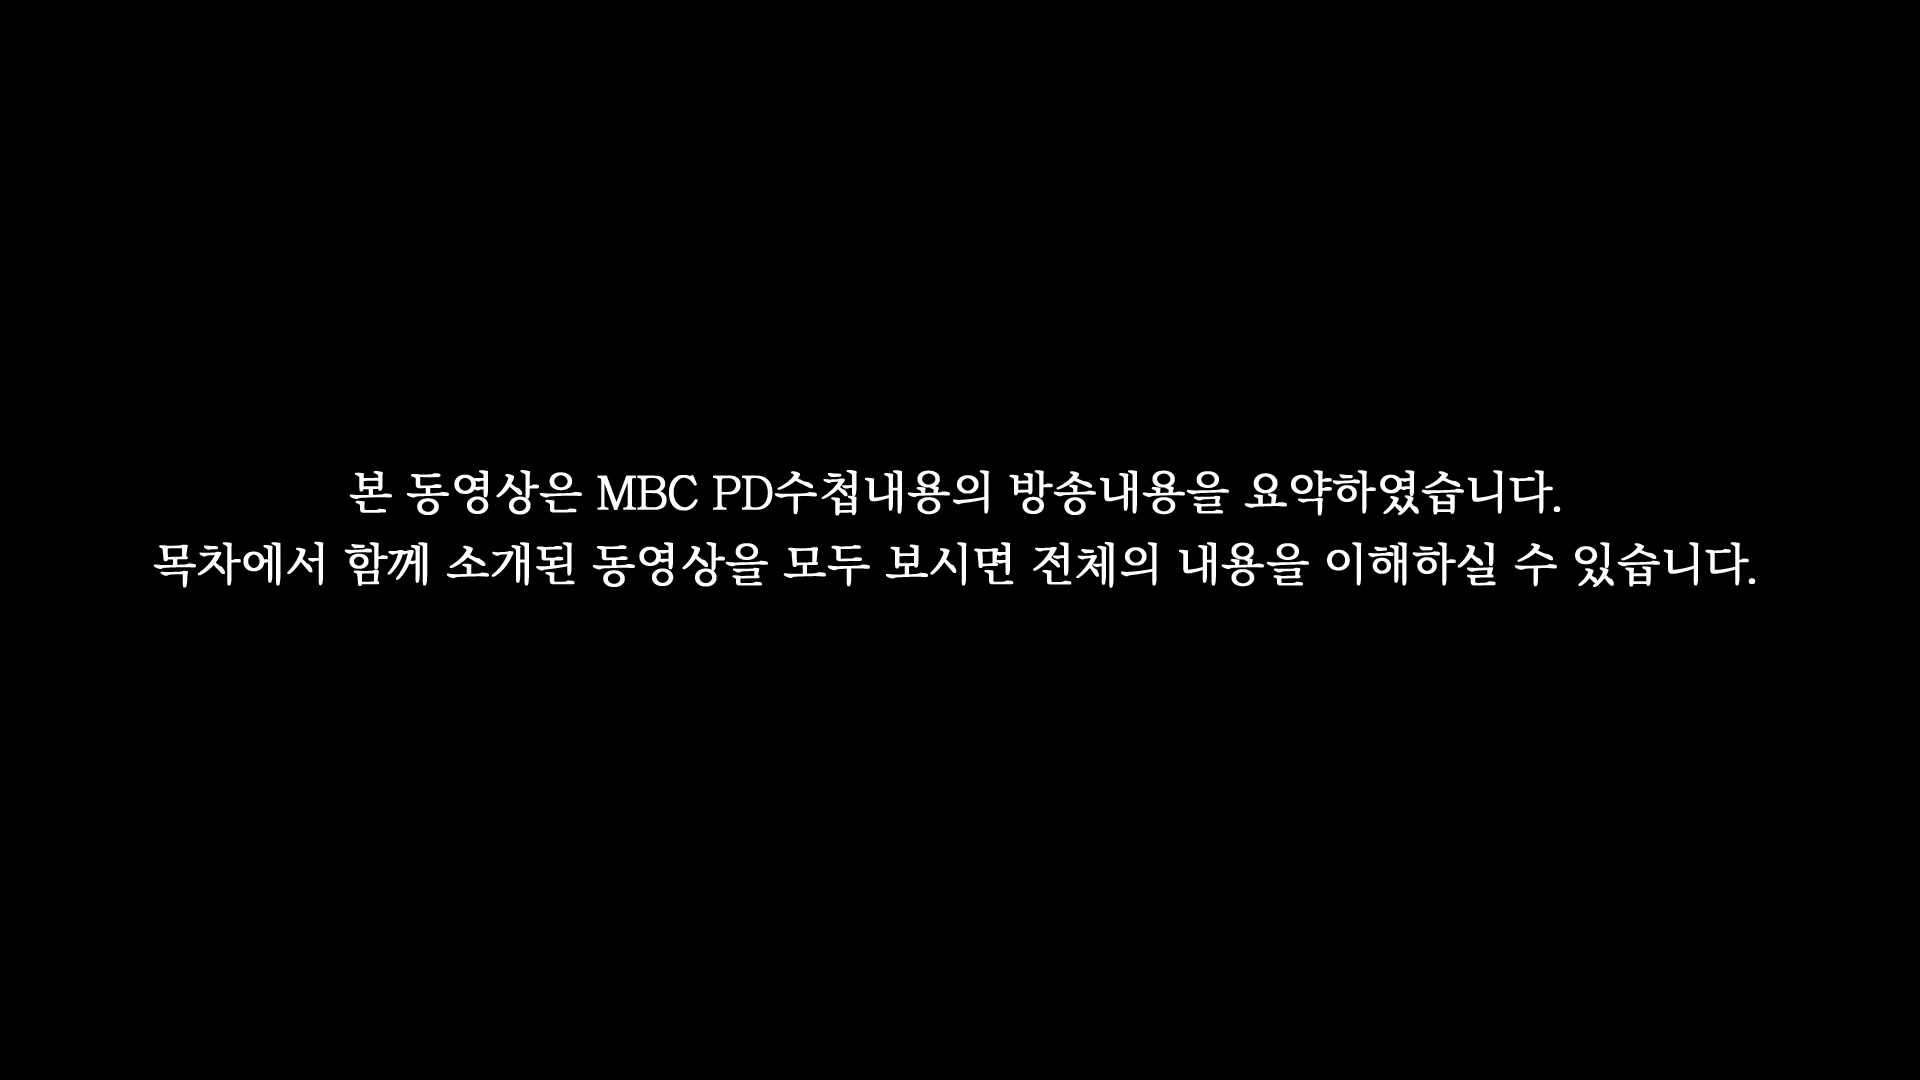 본 동영상은 MBC PD수첩내용의 방송내용을 요약하였습니다.
목차에서 함께 소개된 동영상을 모두 보시면 전체의 내용을 이해하실 수 있습니다.